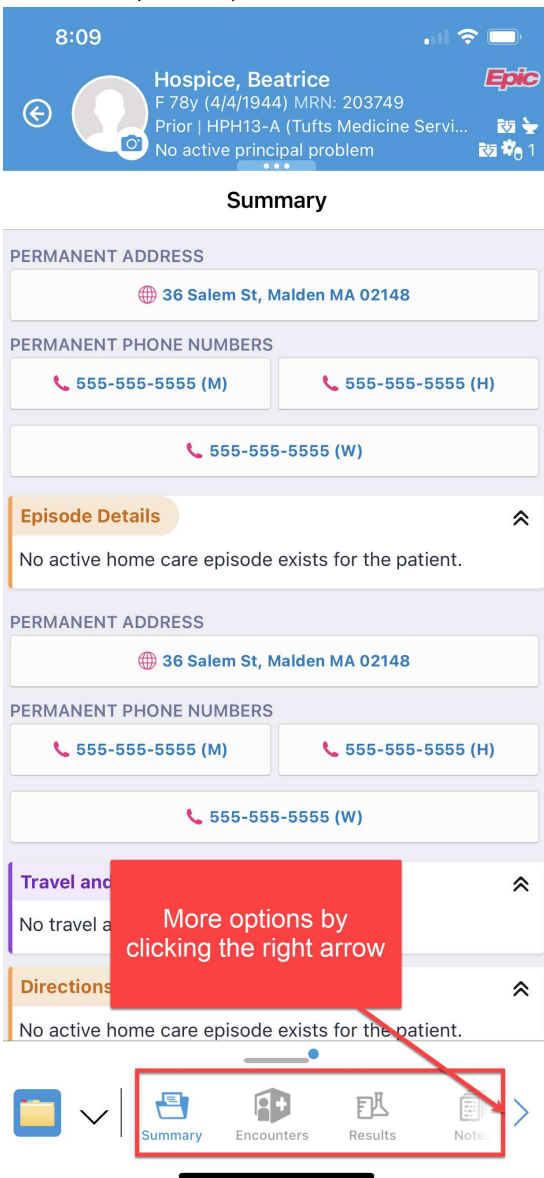 8:09
Hospice, Beatrice
Epic
F 78y (4/4/1944) MRN: 203749
Prior | HPH13-A (Tufts Medicine Servi...
No active principal problem
1
Summary
PERMANENT ADDRESS
36 Salem St, Malden MA 02148
PERMANENT PHONE NUMBERS
555-555-5555 (M)
555-555-5555 (H)
555-555-5555 (W)
Episode Details
No active home care episode exists for the patient.
PERMANENT ADDRESS
36 Salem St, Malden MA 02148
PERMANENT PHONE NUMBERS
555-555-5555 (M)
555-555-5555 (H)
555-555-5555 (W)
Travel and
No travel a
More options by
clicking the right arrow
Directions
No active home care episode exists for the patient.
Summary
Encounters
Results
Notes